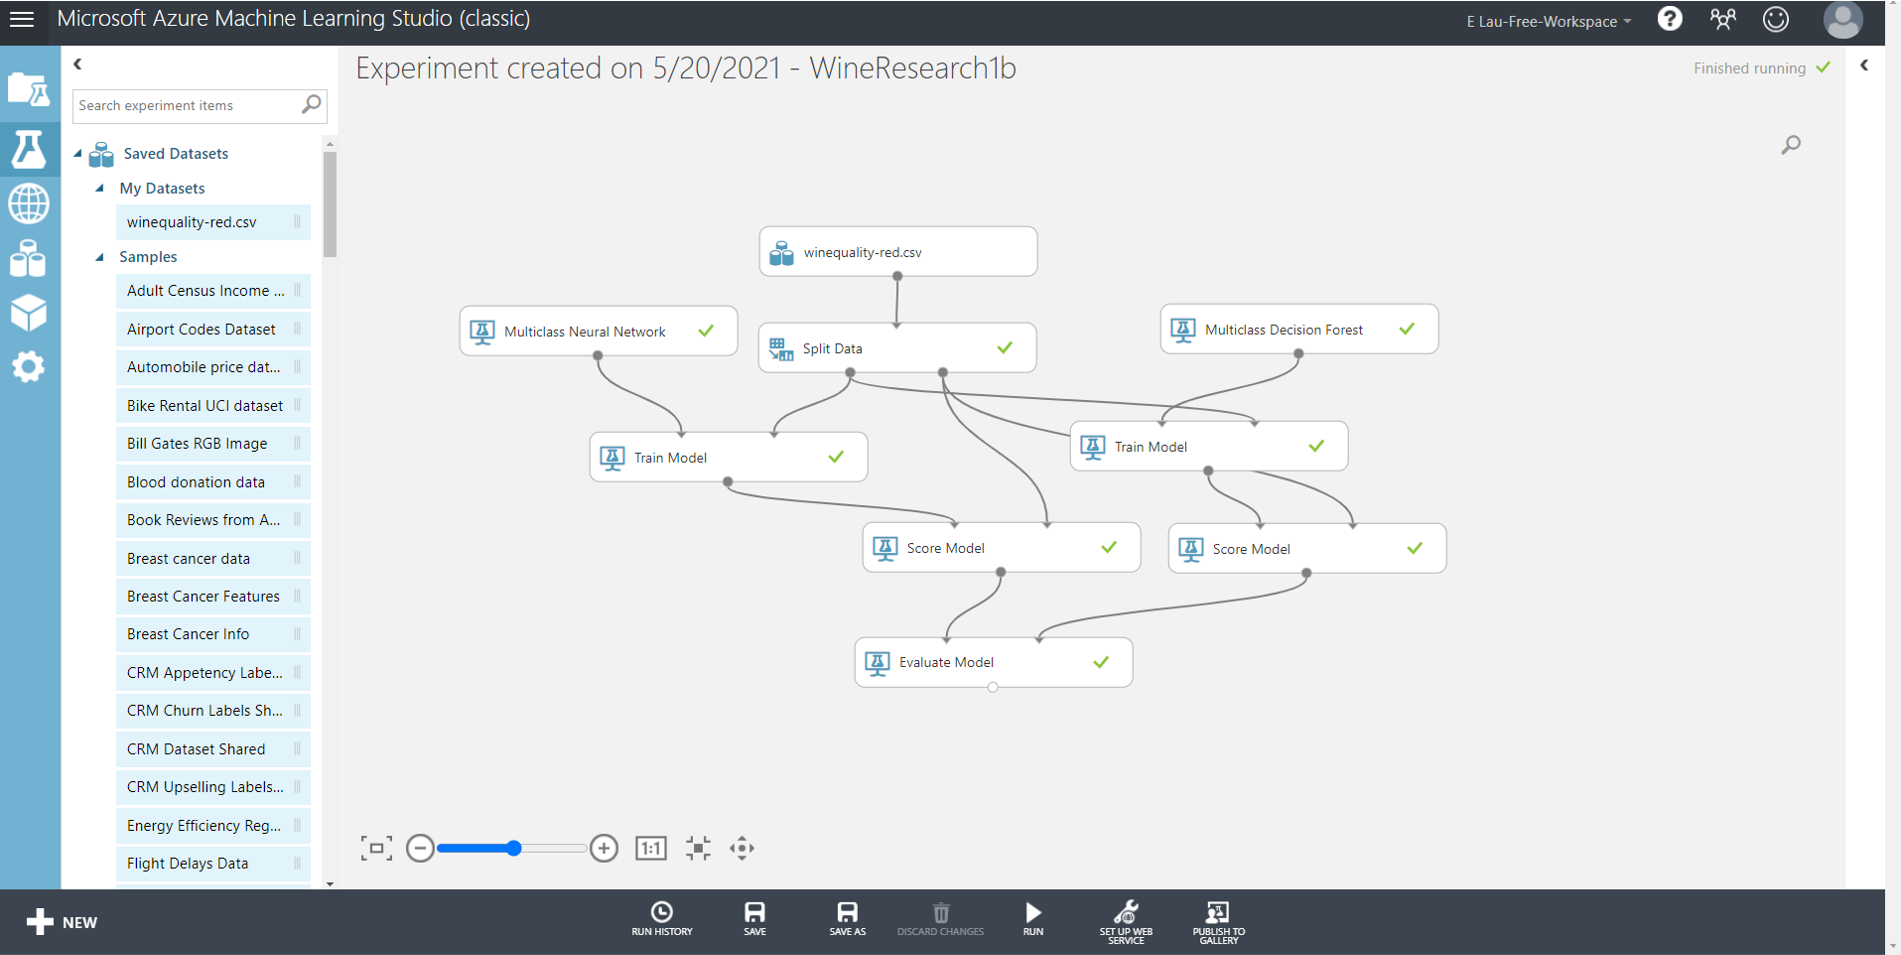 Microsoft Azure Machine Learning Studio (classic)
E Lau-Free-Workspace
?
Experiment created on 5/20/2021 - WineResearch1b
Finished running
Search experiment items
Saved Datasets
My Datasets
winequality-red.csv
Samples
Adult Census Income ...
Airport Codes Dataset
Automobile price dat...
Bike Rental UCI dataset
Bill Gates RGB Image
Blood donation data
Book Reviews from A...
Breast cancer data
Breast Cancer Features
Breast Cancer Info
CRM Appetency Labe...
CRM Churn Labels Sh...
CRM Dataset Shared
CRM Upselling Labels...
Energy Efficiency Reg...
Flight Delays Data
winequality-red.csv
Multiclass Neural Network
Split Data
Multiclass Decision Forest
Train Model
Train Model
Score Model
Score Model
Evaluate Model
1:1
NEW
RUN HISTORY
SAVE
SAVE AS
DISCARD CHANGES
RUN
SET UP WEB
SERVICE
PUBLISH TO
GALLERY